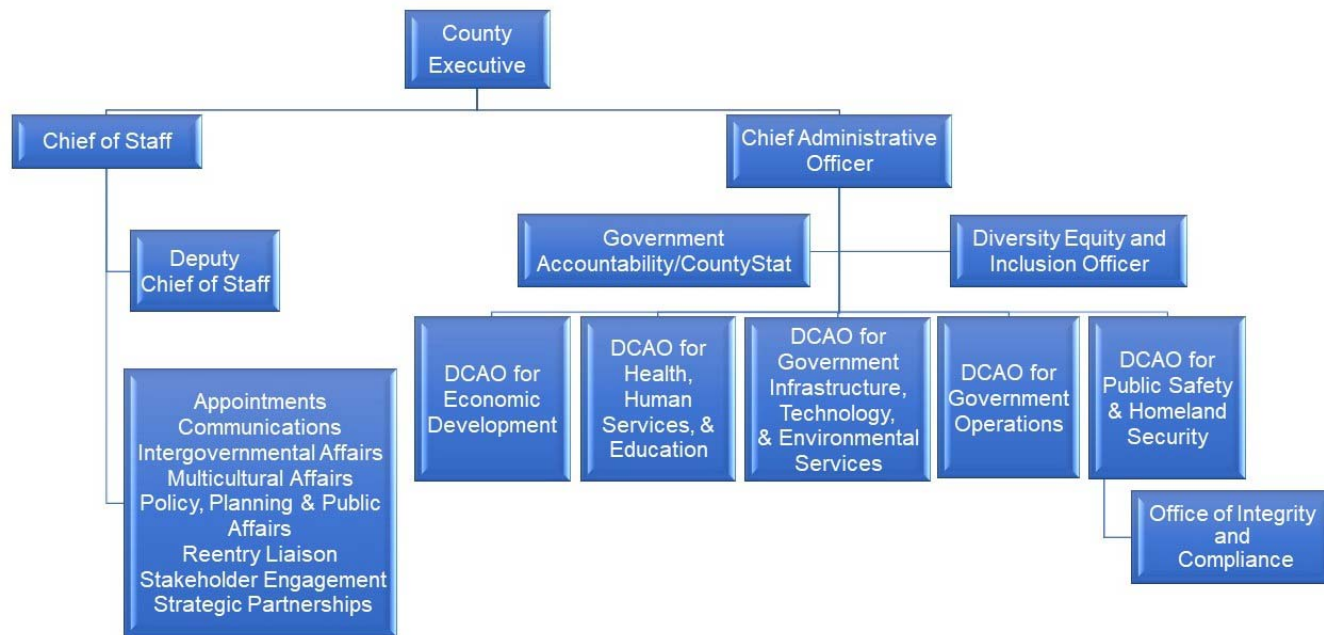 County
Executive
Chief of Staff
Chief Administrative
Officer
Deputy
Chief of Staff
Government
Accountability/CountyStat
Diversity Equity and
Inclusion Officer
Appointments
Communications
Intergovernmental Affairs
Multicultural Affairs
Policy, Planning & Public
Affairs
Reentry Liaison
Stakeholder Engagement
Strategic Partnerships
DCAO for
Economic
Development
DCAO for
Health,
Human
Services, &
Education
DCAO for
Government
Infrastructure,
Technology,
& Environmental
Services
DCAO for
Government
Operations
DCAO for
Public Safety
& Homeland
Security
Office of Integrity
and
Compliance